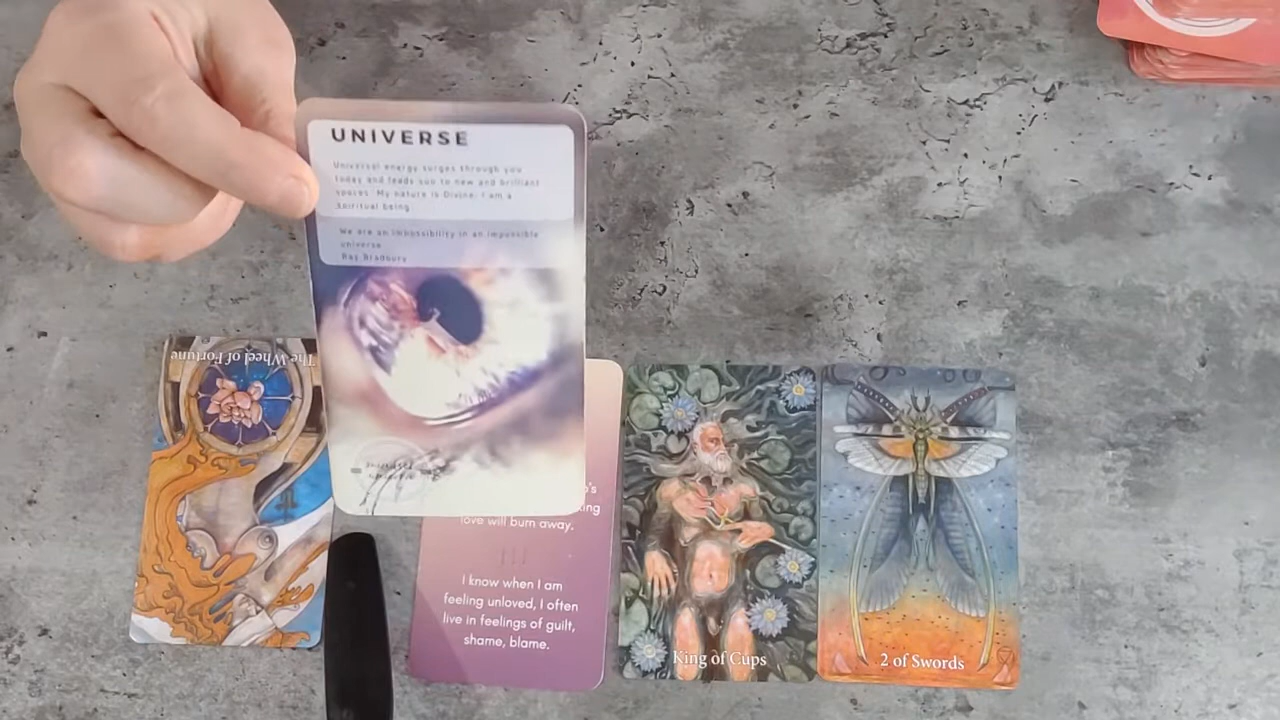 UNIVERSE
Universal energy surges through you
today and leads you to new and brilliant
spaces. My nature is Divine. I am a
Spiritual being
We are an impossibility in an impossible
universe
Ray Bradbury
The Wheel of Fortune
love will burn away.
I know when I am
feeling unloved, I often
live in feelings of guilt,
shame, blame.
King of Cups
2 of Swords